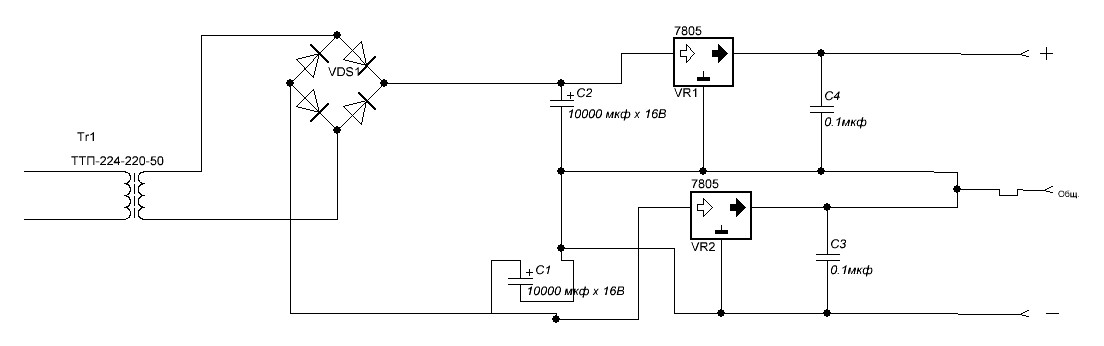 7805
VDS1
+ C2
10000 мкф x 16В
VR1
C4
0.1мкф
+
Tr1
ТТП-224-220-50
7805
VR2
Общ.
C3
0.1мкф
+ C1
10000 мкф x 16В
—